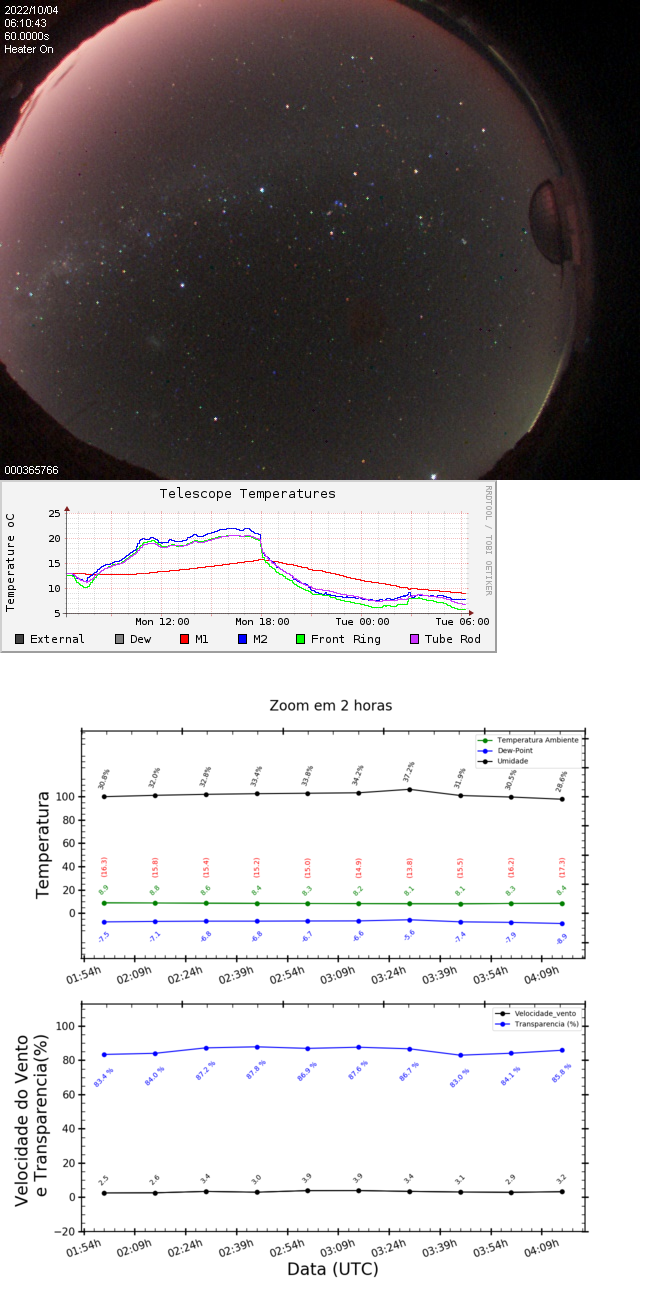 2022/10/04
06:10:43
60.0000s
Heater On
000365766
Telescope Temperatures
RRDTOOL / TOBI OETIKER
Temperature oC
25
20
15
10
5
Mon 12:00 Mon 18:00 Tue 00:00 Tue 06:00
External Dew M1 M2 Front Ring Tube Rod
Zoom em 2 horas
Temperatura Ambiente
Dew-Point
Umidade
Temperatura
100
80
60
40
20
0
30.8% 32.0% 32.8% 33.4% 33.8% 34.2% 37.2% 31.9% 30.5% 28.6%
(16.3) (15.8) (15.4) (15.2) (15.0) (14.9) (13.8) (15.5) (16.2) (17.3)
8.9 8.8 8.6 8.4 8.3 8.2 8.1 8.1 8.3 8.4
-7.5 -7.1 -6.8 -6.8 -6.7 -6.6 -5.6 -7.4 -7.9 -8.9
01:54h 02:09h 02:24h 02:39h 02:54h 03:09h 03:24h 03:39h 03:54h 04:09h
Velocidade_vento
Transparencia (%)
Velocidade do Vento
e Transparencia(%)
100
80
60
40
20
0
−20
83.4 % 84.0 % 87.2 % 87.8 % 86.9 % 87.6 % 86.7 % 83.0 % 84.1 % 85.8 %
2.5 2.6 3.4 3.0 3.9 3.9 3.4 3.1 2.9 3.2
01:54h 02:09h 02:24h 02:39h 02:54h 03:09h 03:24h 03:39h 03:54h 04:09h
Data (UTC)